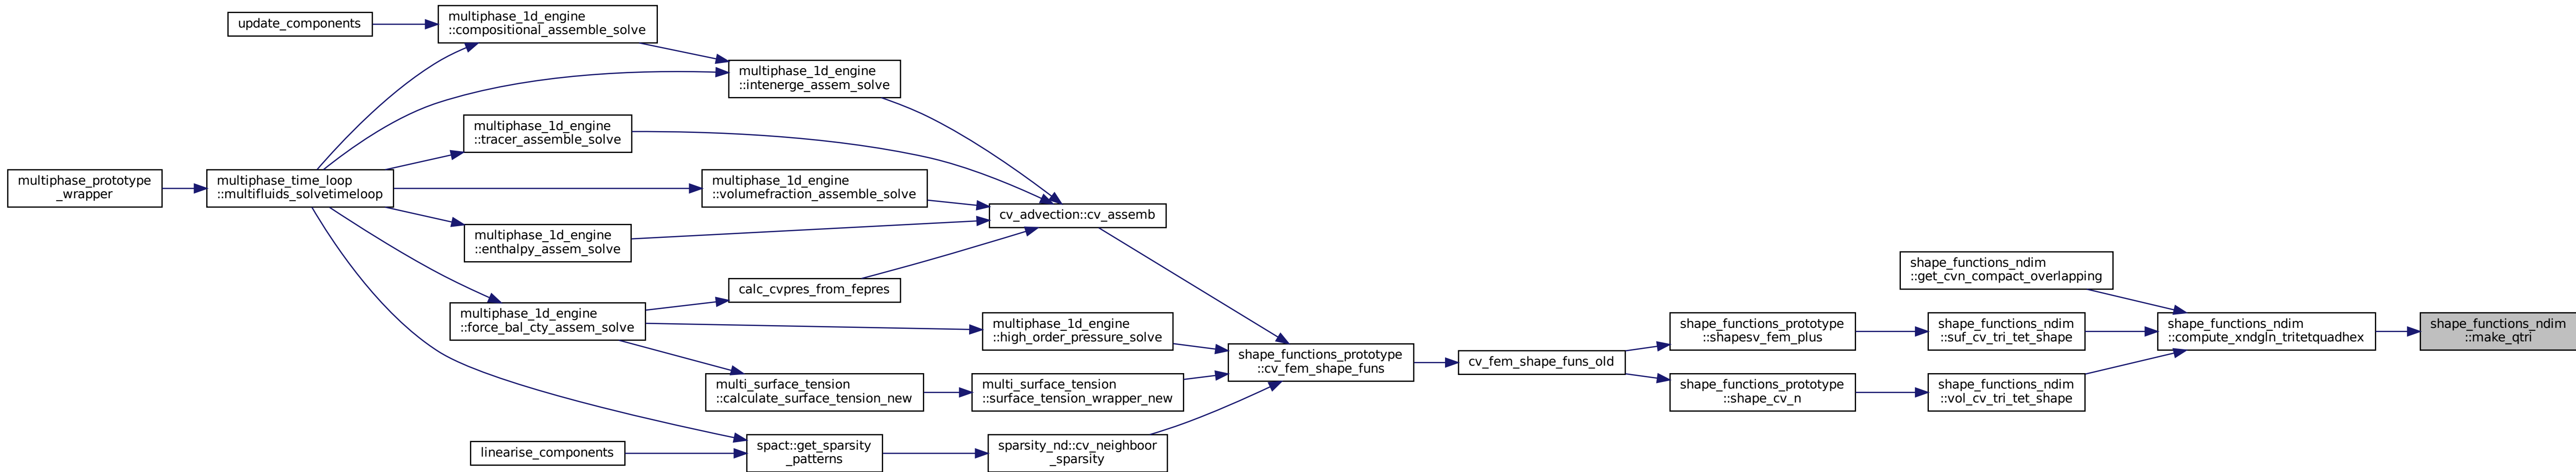 update_components
multiphase_1d_engine
::compositional_assemble_solve
multiphase_1d_engine
::intenerge_assem_solve
multiphase_1d_engine
::tracer_assemble_solve
multiphase_prototype
_wrapper
multiphase_time_loop
::multifluids_solvetimeloop
multiphase_1d_engine
::volumefraction_assemble_solve
cv_advection::cv_assemb
multiphase_1d_engine
::enthalpy_assem_solve
calc_cvpres_from_fepres
multiphase_1d_engine
::force_bal_cty_assem_solve
multiphase_1d_engine
::high_order_pressure_solve
multi_surface_tension
::calculate_surface_tension_new
multi_surface_tension
::surface_tension_wrapper_new
linearise_components
spact::get_sparsity
_patterns
sparsity_nd::cv_neighboor
_sparsity
shape_functions_prototype
::cv_fem_shape_funs
cv_fem_shape_funs_old
shape_functions_prototype
::shapesv_fem_plus
shape_functions_prototype
::shape_cv_n
shape_functions_ndim
::get_cvn_compact_overlapping
shape_functions_ndim
::suf_cv_tri_tet_shape
shape_functions_ndim
::vol_cv_tri_tet_shape
shape_functions_ndim
::compute_xndgln_tritetquadhex
shape_functions_ndim
::make_qtri